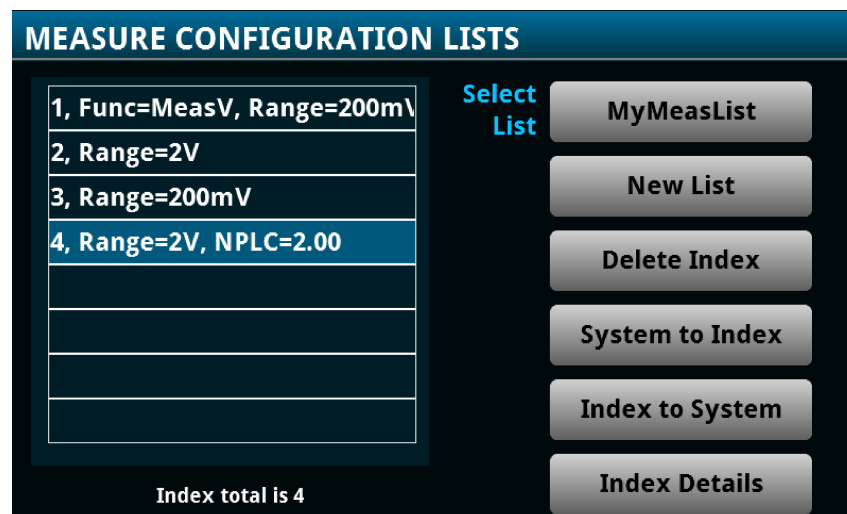 MEASURE CONFIGURATION LISTS
1, Func=MeasV, Range=200m
2, Range=2V
3, Range=200mV
4, Range=2V, NPLC=2.00
Index total is 4
Select
List
MyMeasList
New List
Delete Index
System to Index
Index to System
Index Details